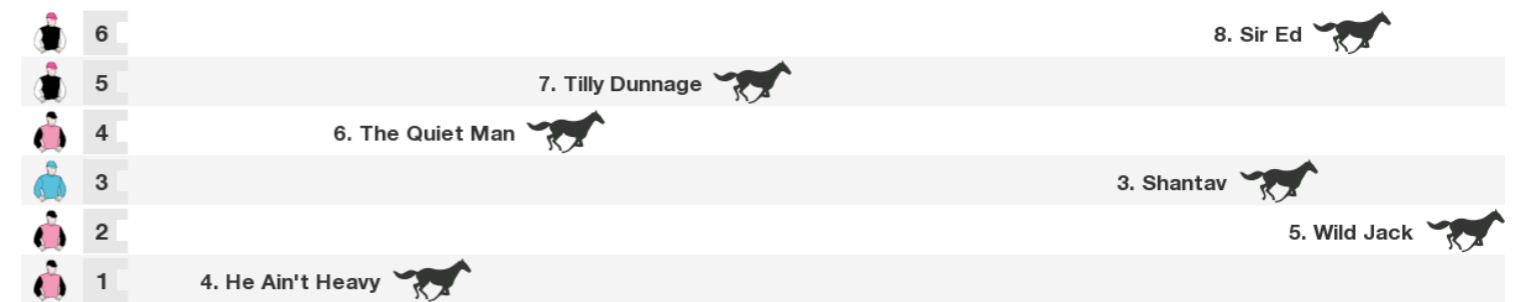 6 8. Sir Ed
5 7. Tilly Dunnage
4 6. The Quiet Man
3 3. Shantav
2 5. Wild Jack
1 4. He Ain't Heavy